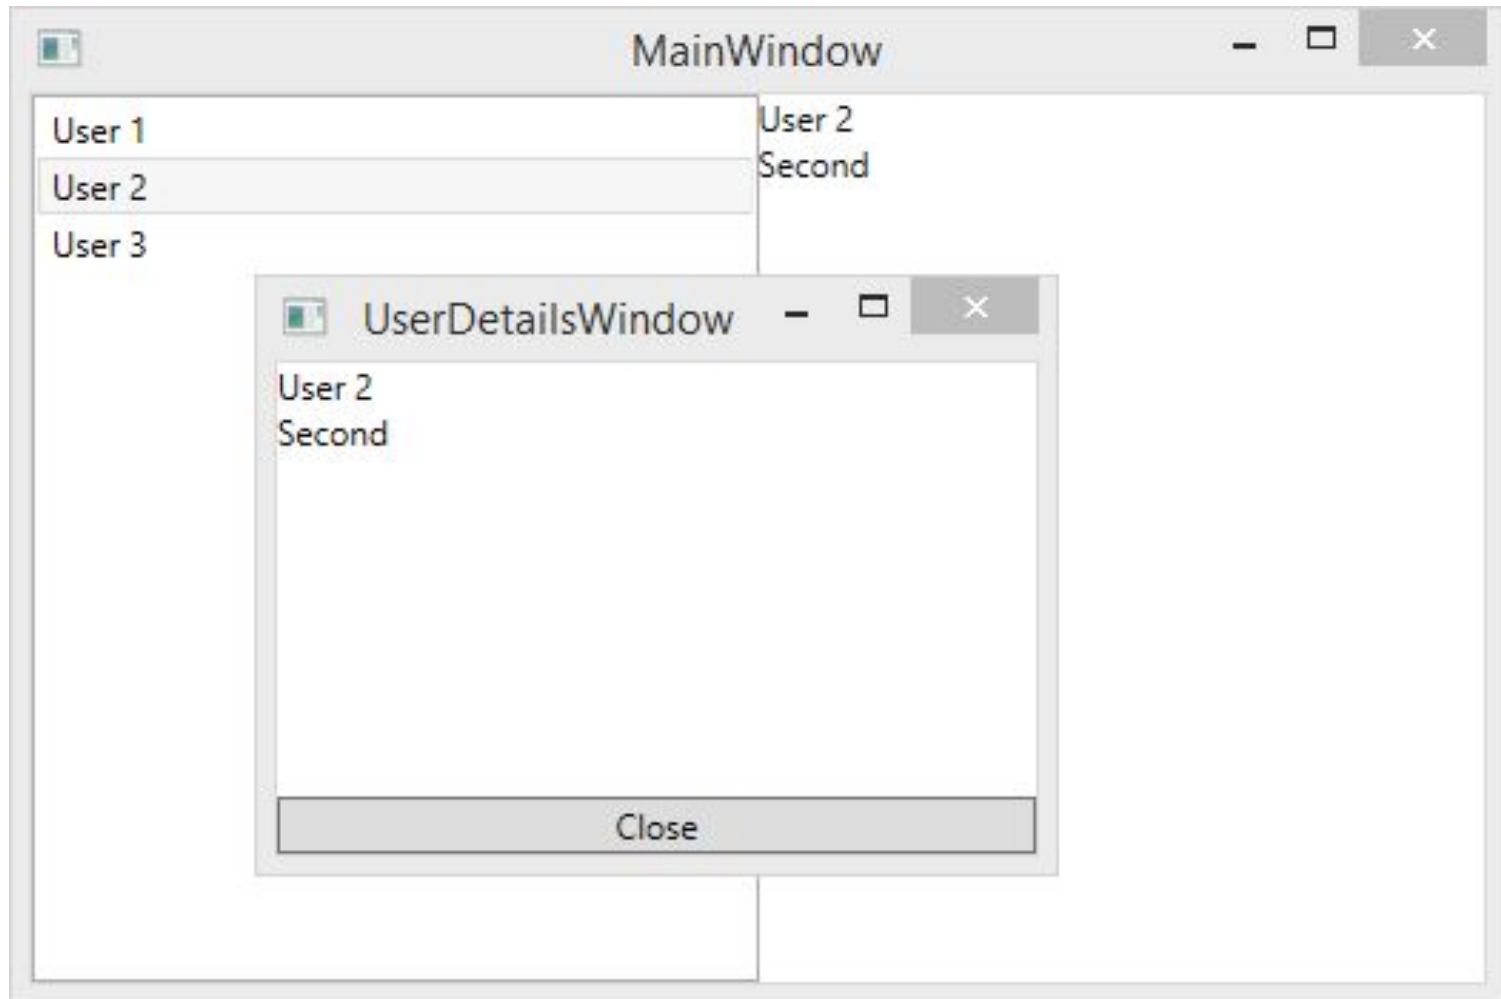 MainWindow
User 1
User 2
User 3
User 2
Second
UserDetailsWindow
User 2
Second
Close